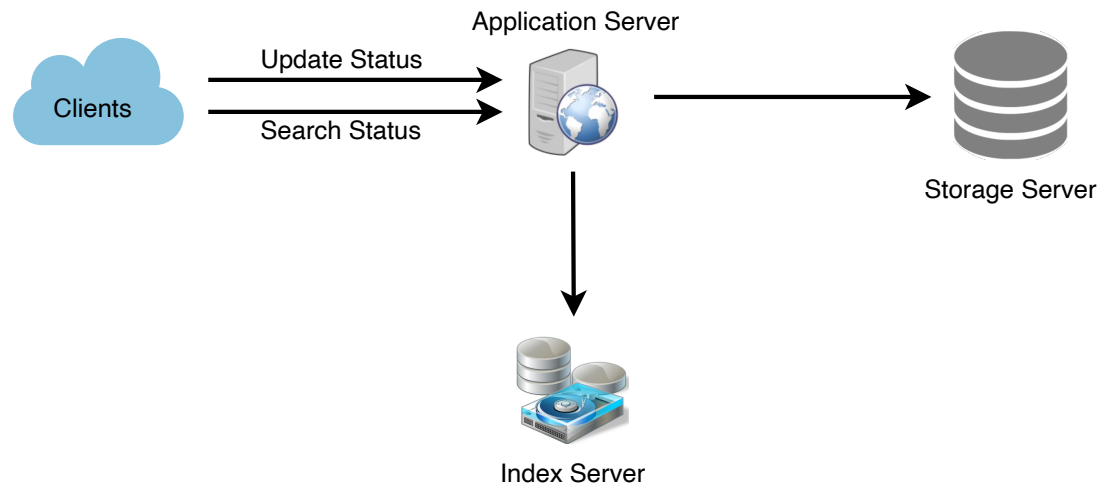 Application Server
Update Status
Clients
Search Status
Storage Server
Index Server